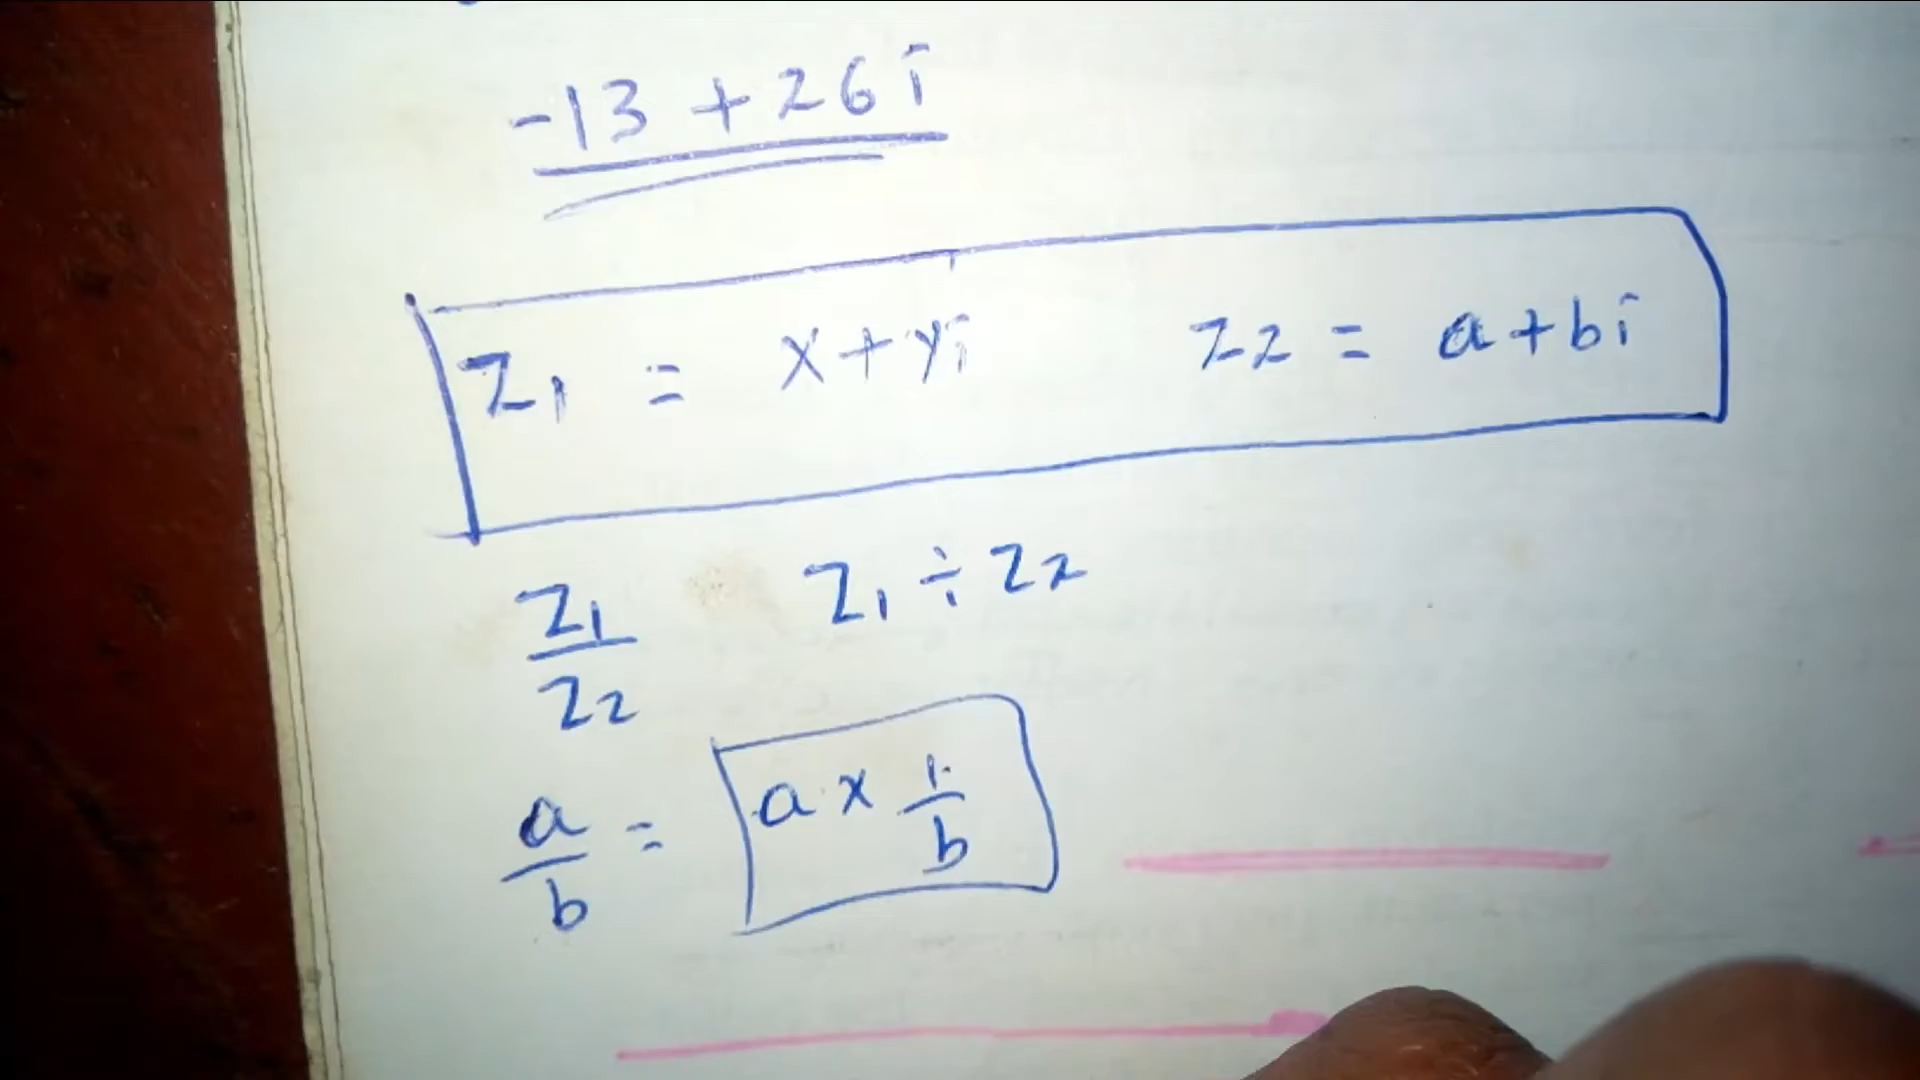 -13 + 26i
Z1 = x+yi Z2 = a+bi
Z1/Z2 Z1 ÷ Z2
a/b = a x 1/b